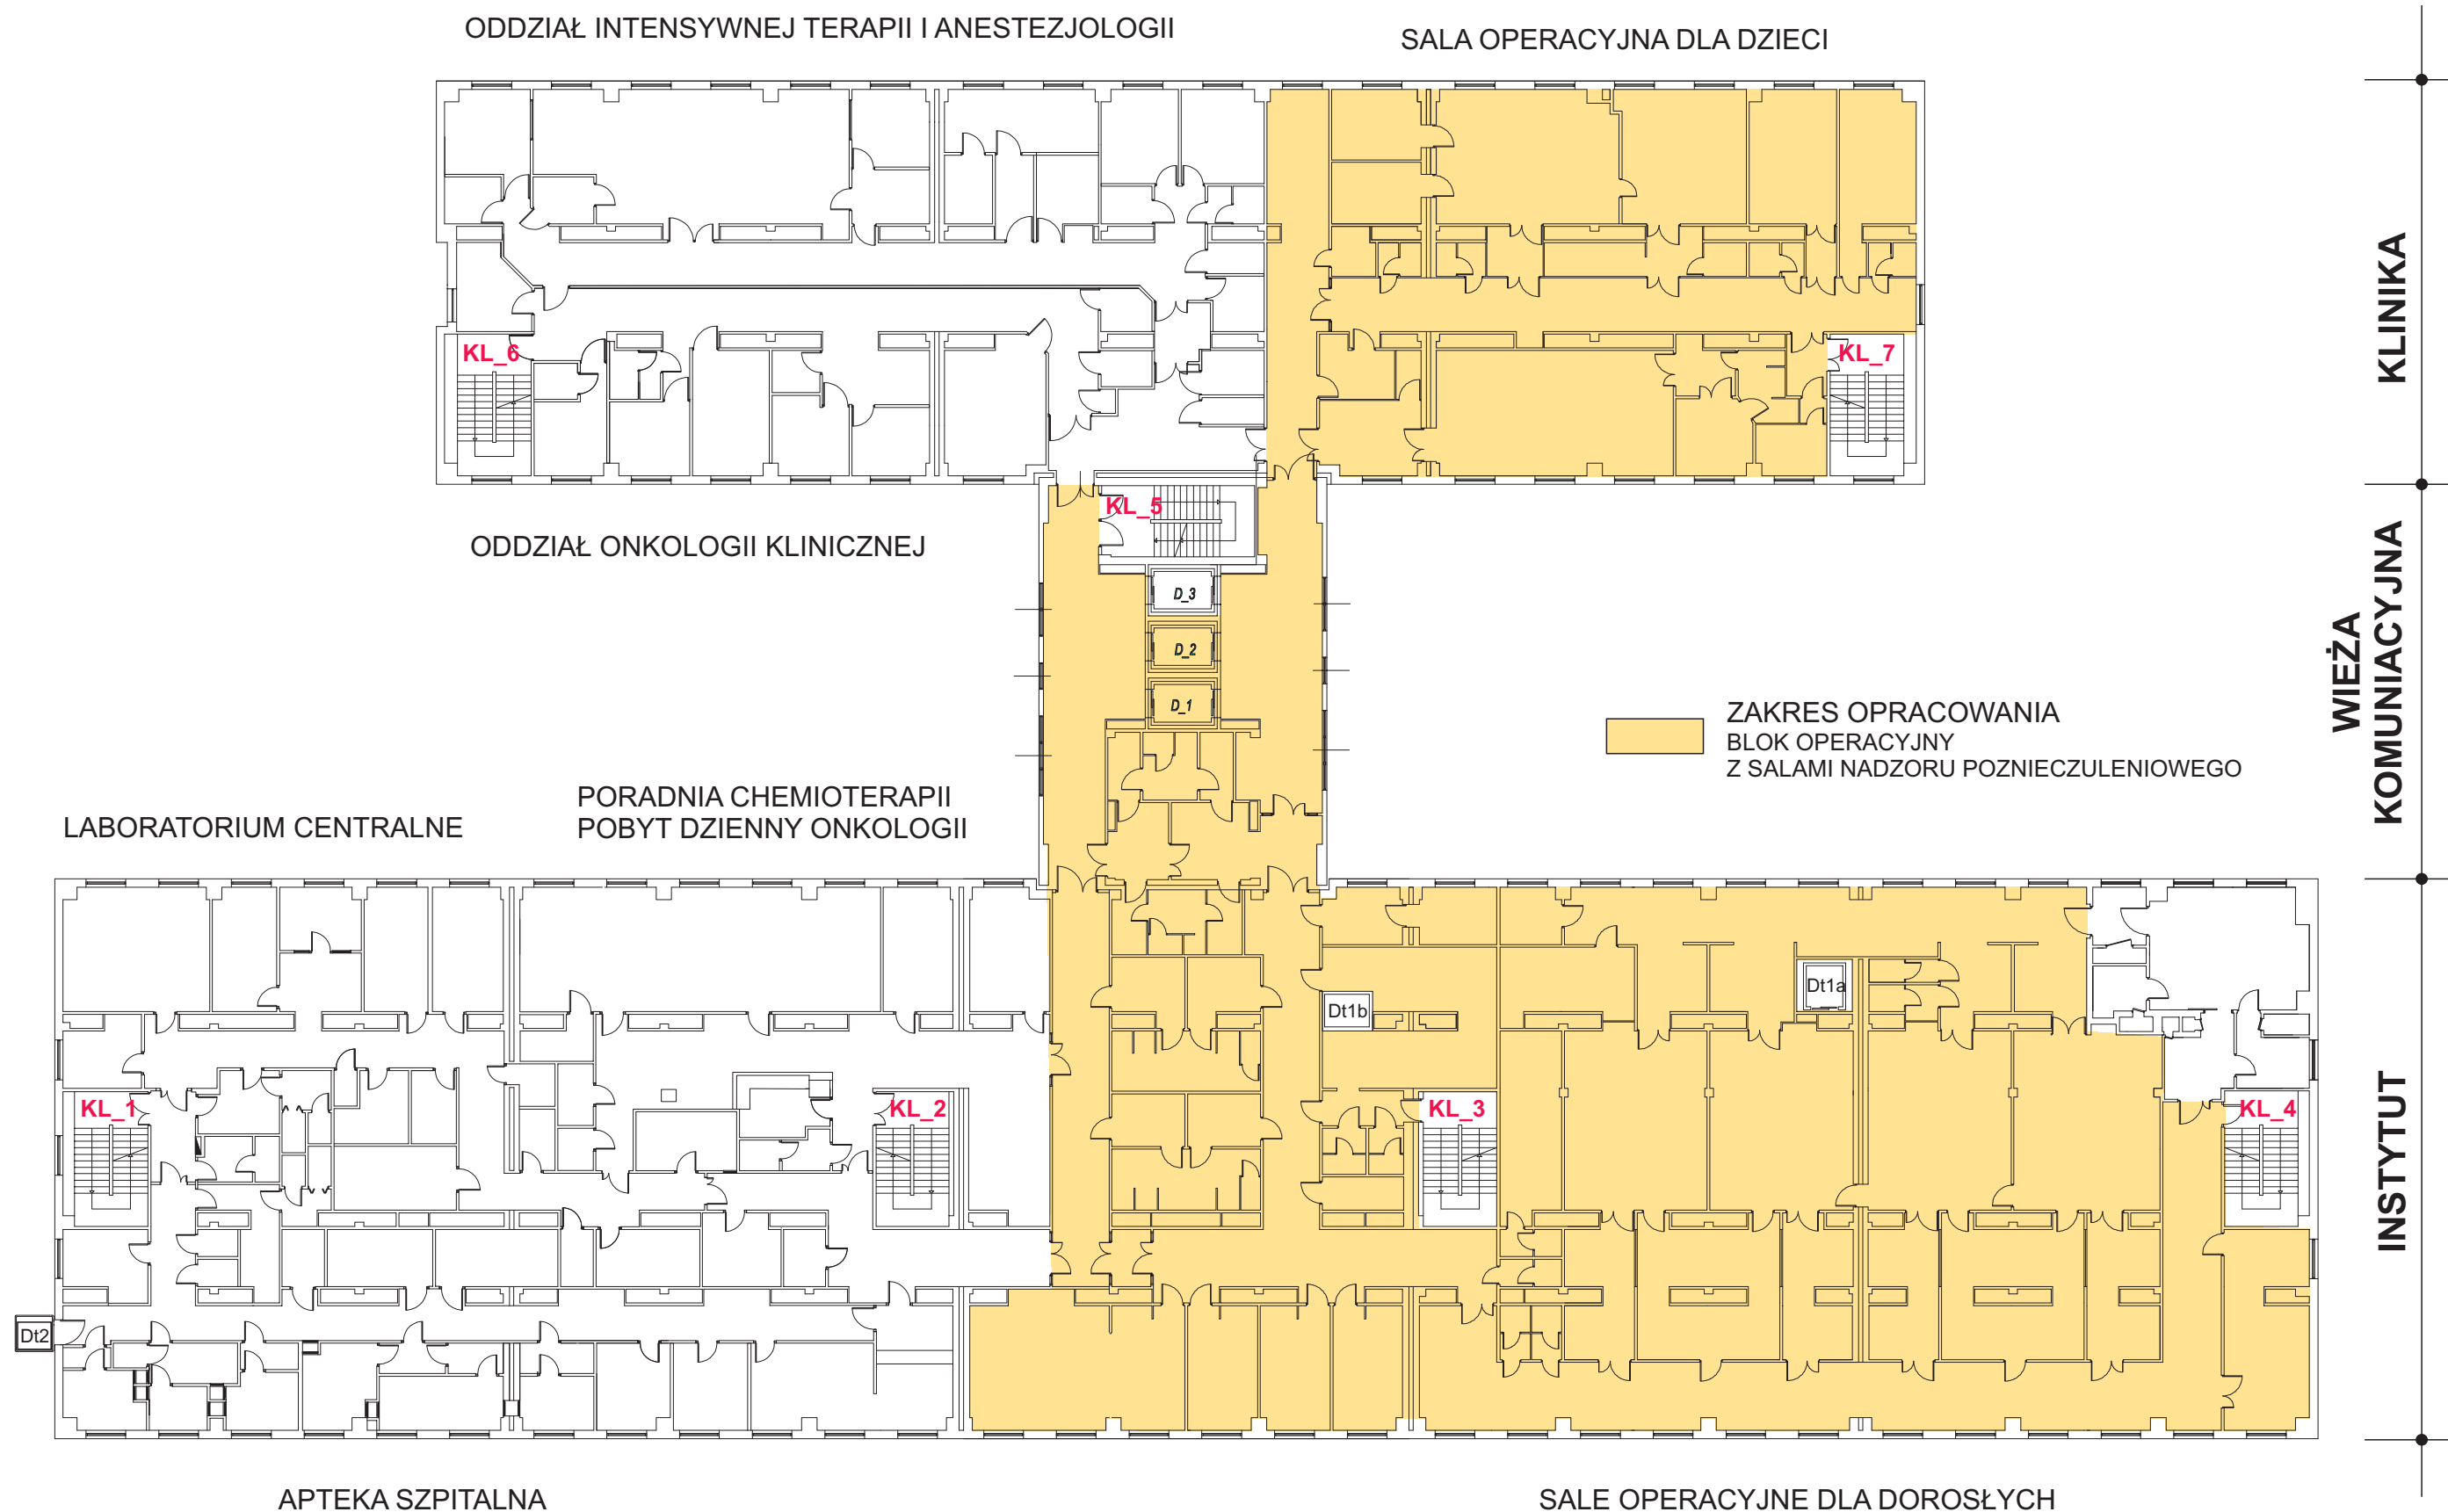 ODDZIAŁ INTENSYWNEJ TERAPII I ANESTEZJOLOGII
SALA OPERACYJNA DLA DZIECI
KLINIKA
KL_6
KL_7
KL_5
ODDZIAŁ ONKOLOGII KLINICZNEJ
D_3
D_2
D_1
WIEŻA
KOMUNIACYJNA
ZAKRES OPRACOWANIA
BLOK OPERACYJNY
Z SALAMI NADZORU POZNIECZULENIOWEGO
LABORATORIUM CENTRALNE
PORADNIA CHEMIOTERAPII
POBYT DZIENNY ONKOLOGII
Dt1a
Dt1b
KL_1
KL_2
KL_3
KL_4
INSTYTUT
Dt2
APTEKA SZPITALNA
SALE OPERACYJNE DLA DOROSŁYCH